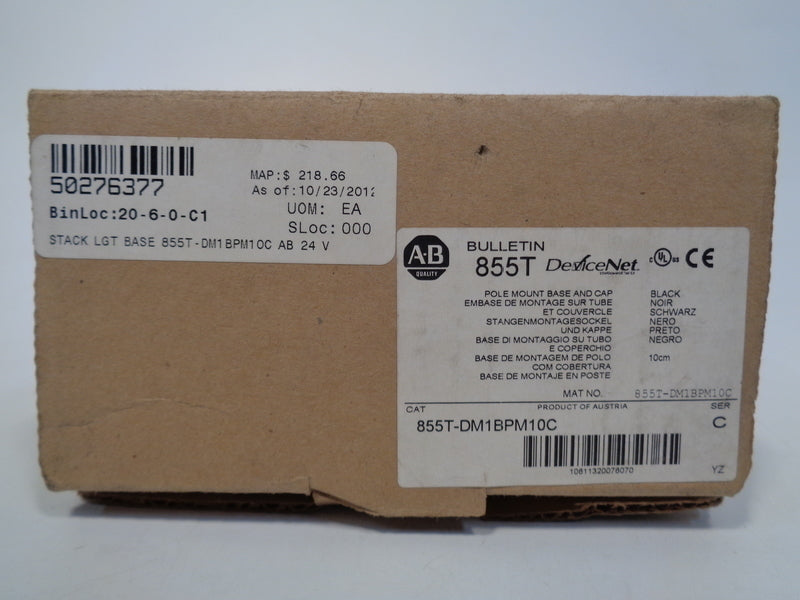 50276377
MAP:$ 218.66
As of:10/23/2012
BinLoc:20-6-0-C1
UOM: EA
SLoc:000
STACK LGT BASE 855T-DM1BPM10C AB 24 V
A-B
QUALITY
BULLETIN
855T DeviceNet
c UL us CE
POLE MOUNT BASE AND CAP BLACK
EMBASE DE MONTAGE SUR TUBE NOIR
ET COUVERCLE SCHWARZ
STANGENMONTAGESOCKEL NERO
UND KAPPE PRETO
BASE DI MONTAGGIO SU TUBO NEGRO
E COPERCHIO
BASE DE MONTAGEM DE POLO 10cm
COM COBERTURA
BASE DE MONTAJE EN POSTE
MAT NO. 855T-DM1BPM10C
CAT PRODUCT OF AUSTRIA SER
855T-DM1BPM10C C
10611320076070 YZ